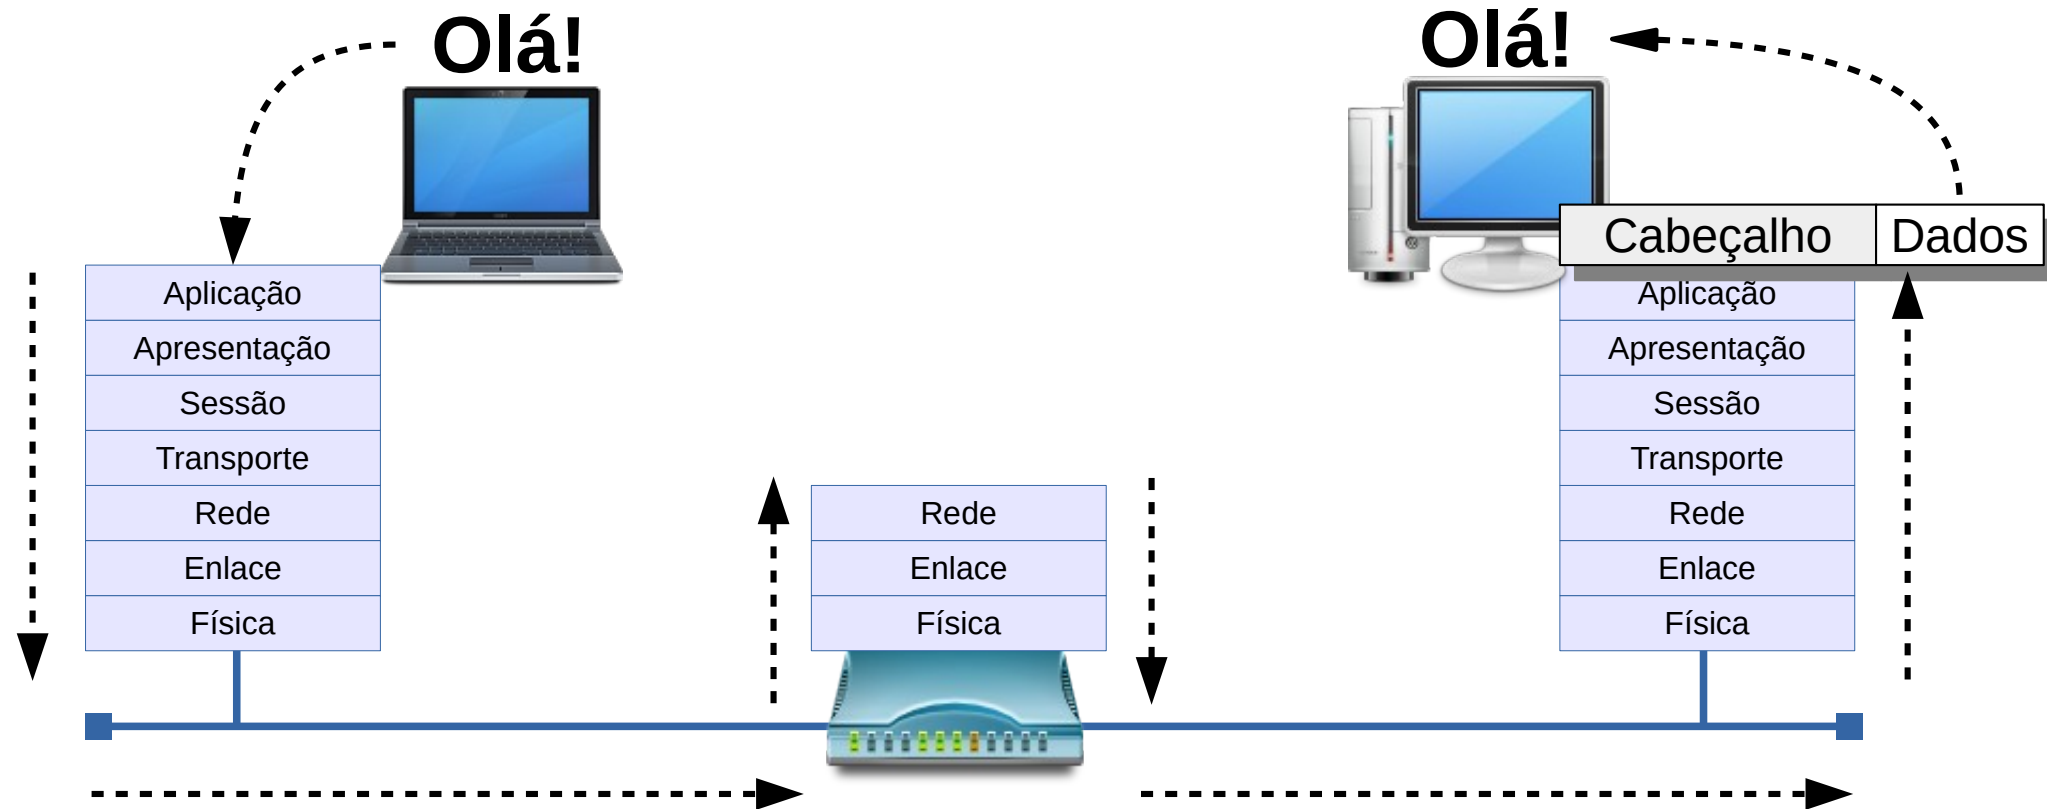 Olá!
Olá!
Cabeçalho Dados
Aplicação
Apresentação
Sessão
Transporte
Rede
Enlace
Física
Rede
Enlace
Física
Aplicação
Apresentação
Sessão
Transporte
Rede
Enlace
Física